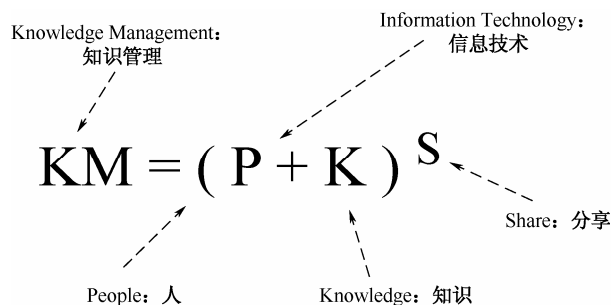 Knowledge Management：
知识管理
Information Technology：
信息技术
KM = ( P + K ) S
Share：分享
People：人
Knowledge：知识